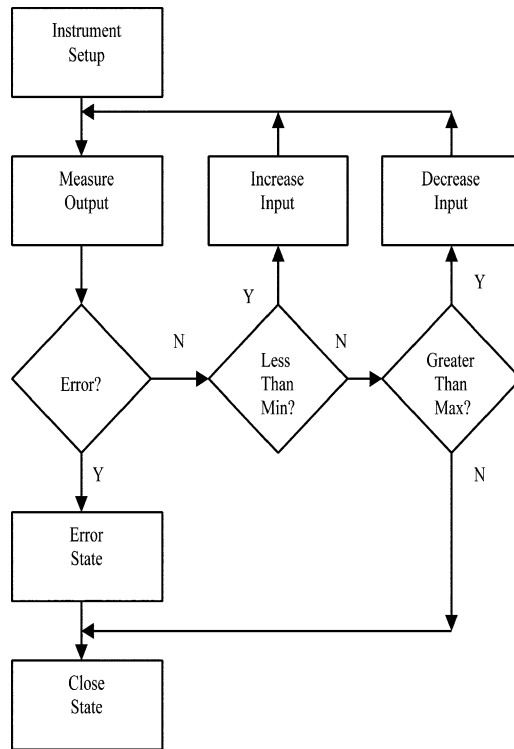 Instrument
Setup
Measure
Output
Increase
Input
Decrease
Input
Y
Y
Error?
N
Less
Than
Min?
N
Greater
Than
Max?
Y
N
Error
State
Close
State